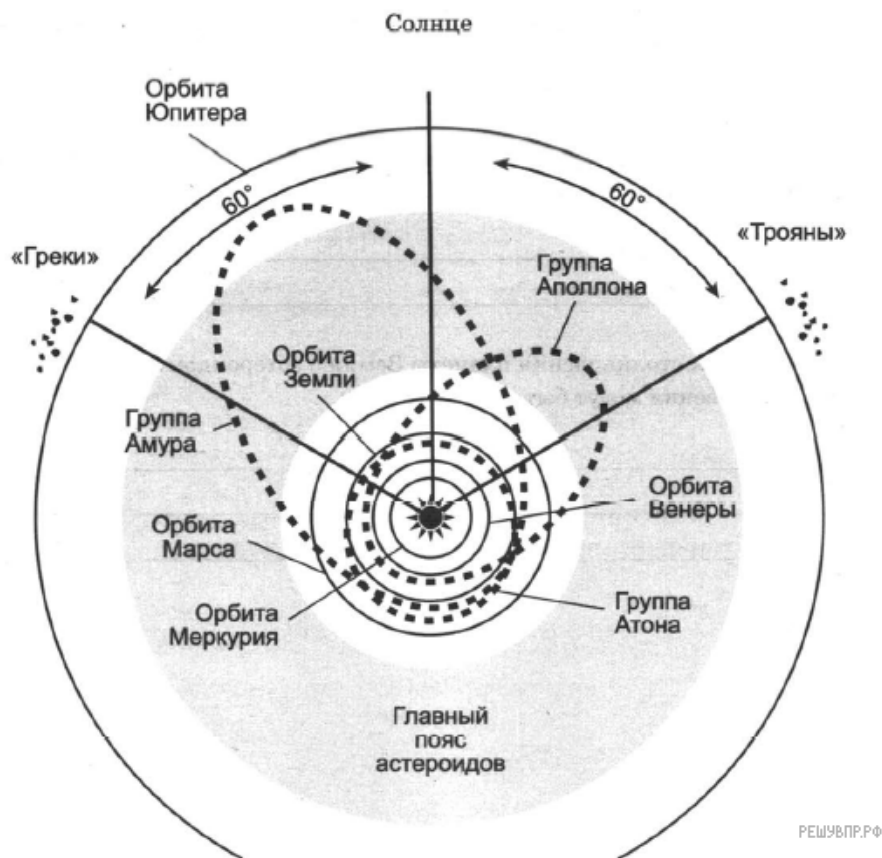 Солнце
Орбита
Юпитера
60°
60°
«Греки»
«Трояны»
Группа
Аполлона
Орбита
Земли
Группа
Амура
Орбита
Венеры
Орбита
Марса
Орбита
Меркурия
Группа
Атона
Главный
пояс
астероидов
РЕШУВПР.РФ